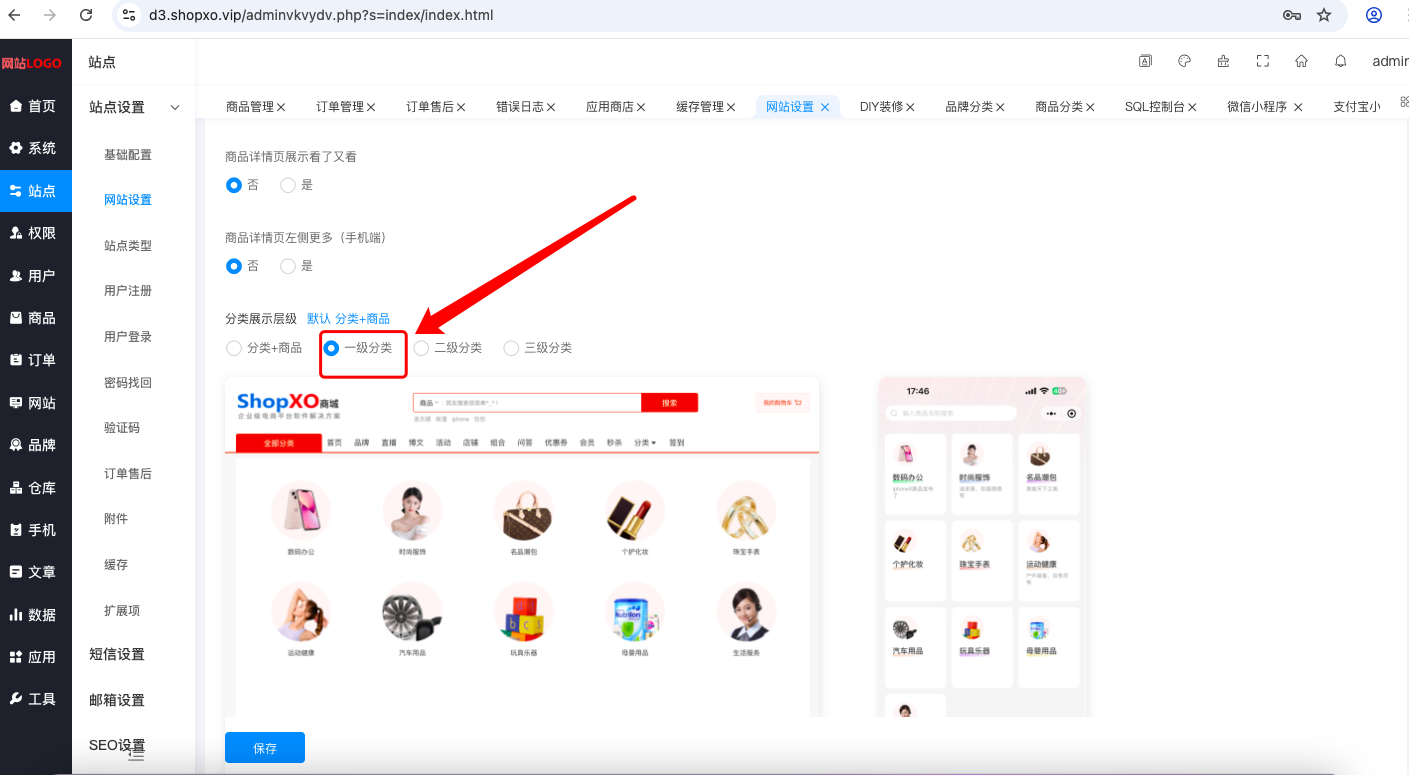 d3.shopxo.vip/adminvkvydv.php?s=index/index.html
网站LOGO
站点
admin
首页
系统
站点
权限
用户
商品
订单
网站
品牌
仓库
手机
文章
数据
应用
工具
站点设置
基础配置
网站设置
站点类型
用户注册
用户登录
密码找回
验证码
订单售后
附件
缓存
扩展项
短信设置
邮箱设置
SEO设置
商品管理 订单管理 订单售后 错误日志 应用商店 缓存管理 网站设置 DIY装修 品牌分类 商品分类 SQL控制台 微信小程序 支付宝小
商品详情页展示看了又看
否 是
商品详情页左侧更多（手机端）
否 是
分类展示层级 默认 分类+商品
分类+商品 一级分类 二级分类 三级分类
ShopXO商城
企业级电商平台软件解决方案
商品 其实搜索很简单^_^！ 搜索
连衣裙 帐篷 iphone 包包
我的购物车
全部分类 首页 品牌 直播 博文 活动 店铺 组合 问答 优惠券 会员 秒杀 分类 签到
数码办公 时尚服饰 名品潮包 个护化妆 珠宝手表
运动健康 汽车用品 玩具乐器 母婴用品 生活服务
17:46
输入商品名称搜索
数码办公 时尚服饰 名品潮包
个护化妆 珠宝手表 运动健康
汽车用品 玩具乐器 母婴用品
保存